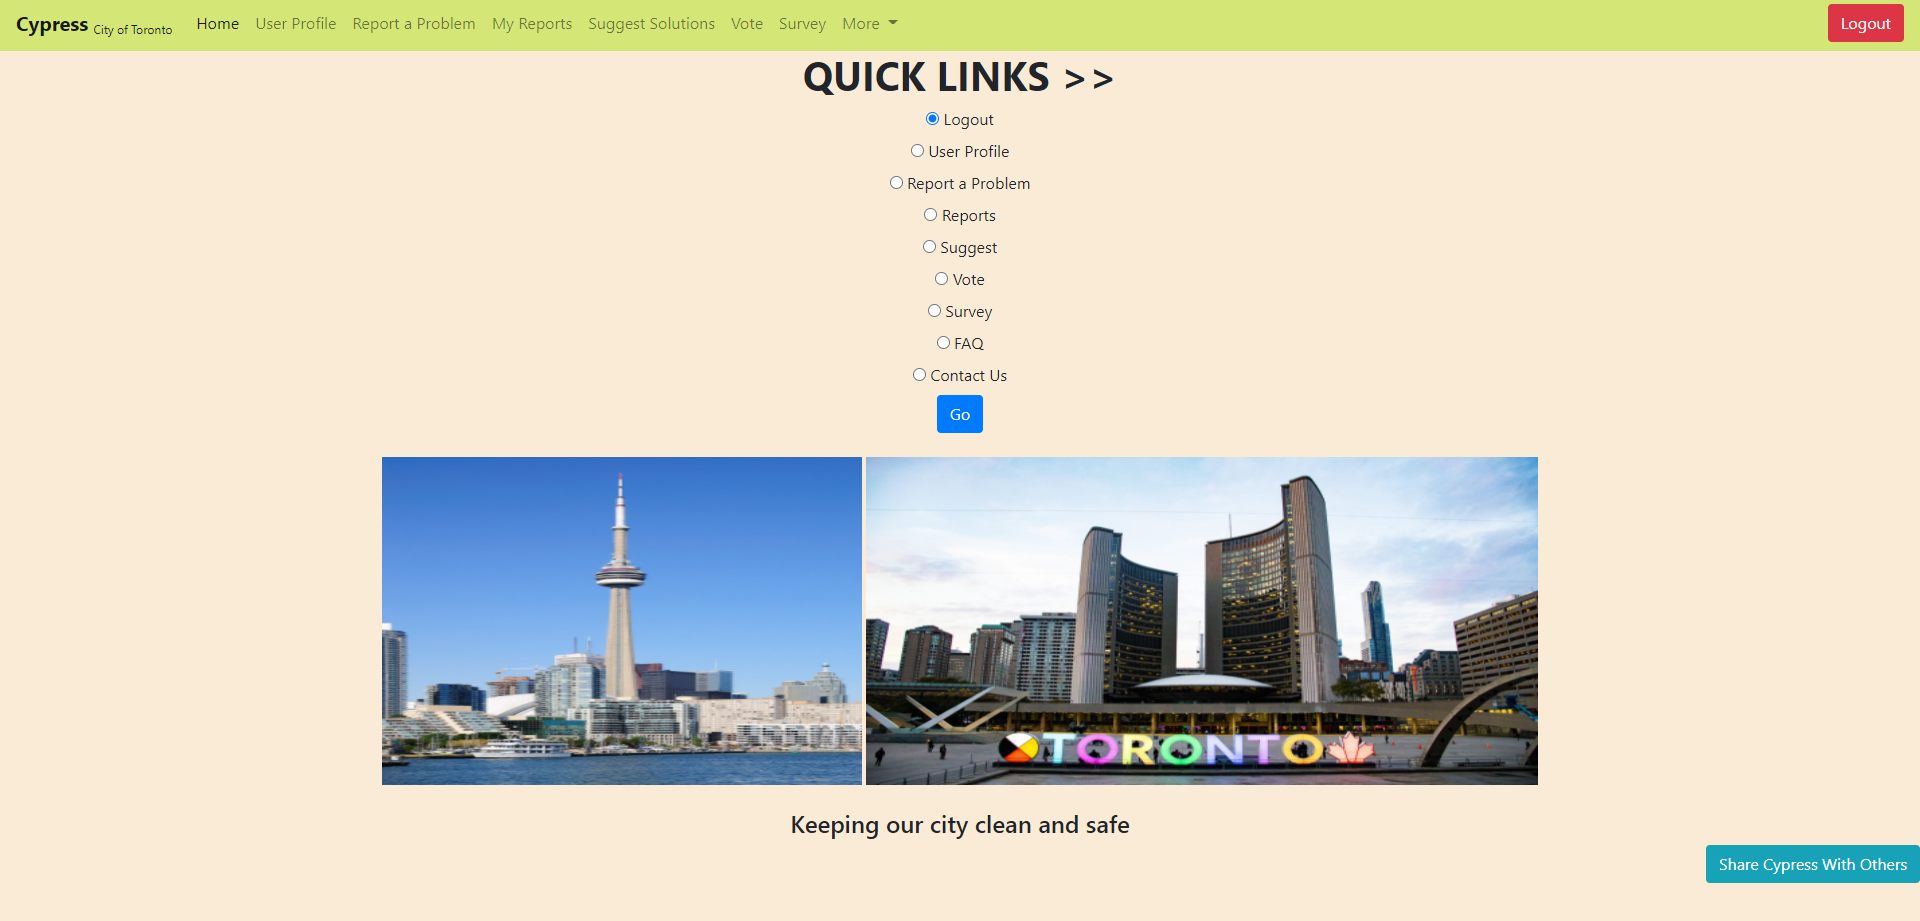 Cypress City of Toronto Home User Profile Report a Problem My Reports Suggest Solutions Vote Survey More Logout
QUICK LINKS >>
Logout
User Profile
Report a Problem
Reports
Suggest
Vote
Survey
FAQ
Contact Us
Go
TORONTO
Keeping our city clean and safe
Share Cypress With Others